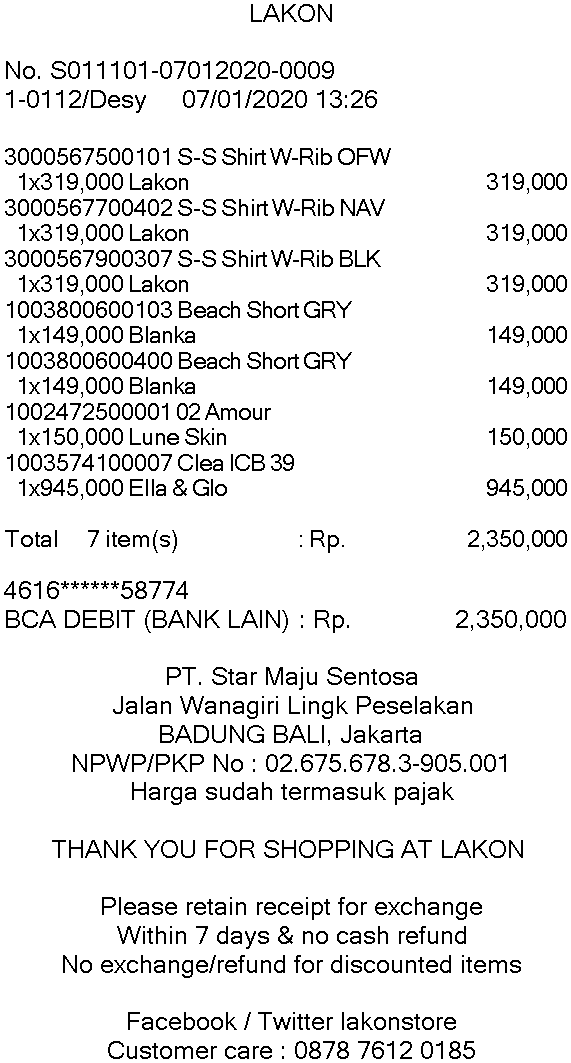 LAKON
No. S011101-07012020-0009
1-0112/Desy 07/01/2020 13:26
3000567500101 S-S Shirt W-Rib OFW
1x319,000 Lakon 319,000
3000567700402 S-S Shirt W-Rib NAV
1x319,000 Lakon 319,000
3000567900307 S-S Shirt W-Rib BLK
1x319,000 Lakon 319,000
1003800600103 Beach Short GRY
1x149,000 Blanka 149,000
1003800600400 Beach Short GRY
1x149,000 Blanka 149,000
1002472500001 02 Amour
1x150,000 Lune Skin 150,000
1003574100007 Clea ICB 39
1x945,000 Ella & Glo 945,000
Total 7 item(s) : Rp. 2,350,000
4616******58774
BCA DEBIT (BANK LAIN) : Rp. 2,350,000
PT. Star Maju Sentosa
Jalan Wanagiri Lingk Peselakan
BADUNG BALI, Jakarta
NPWP/PKP No : 02.675.678.3-905.001
Harga sudah termasuk pajak
THANK YOU FOR SHOPPING AT LAKON
Please retain receipt for exchange
Within 7 days & no cash refund
No exchange/refund for discounted items
Facebook / Twitter lakonstore
Customer care : 0878 7612 0185